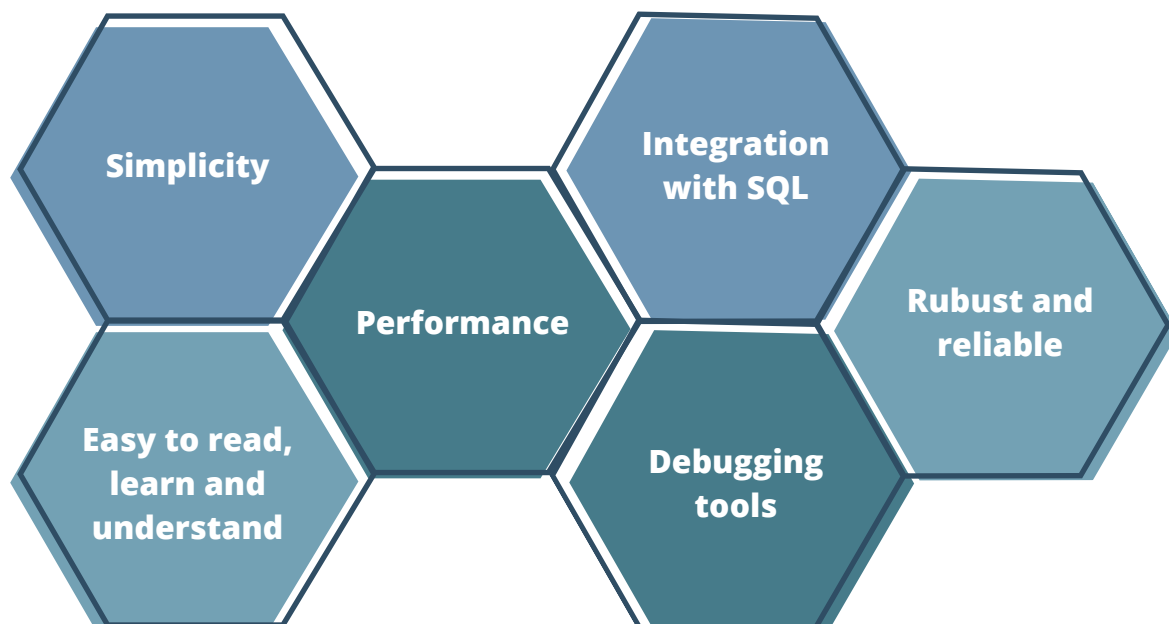 Simplicity
Integration
with SQL
Performance
Rubust and
reliable
Easy to read,
learn and
understand
Debugging
tools